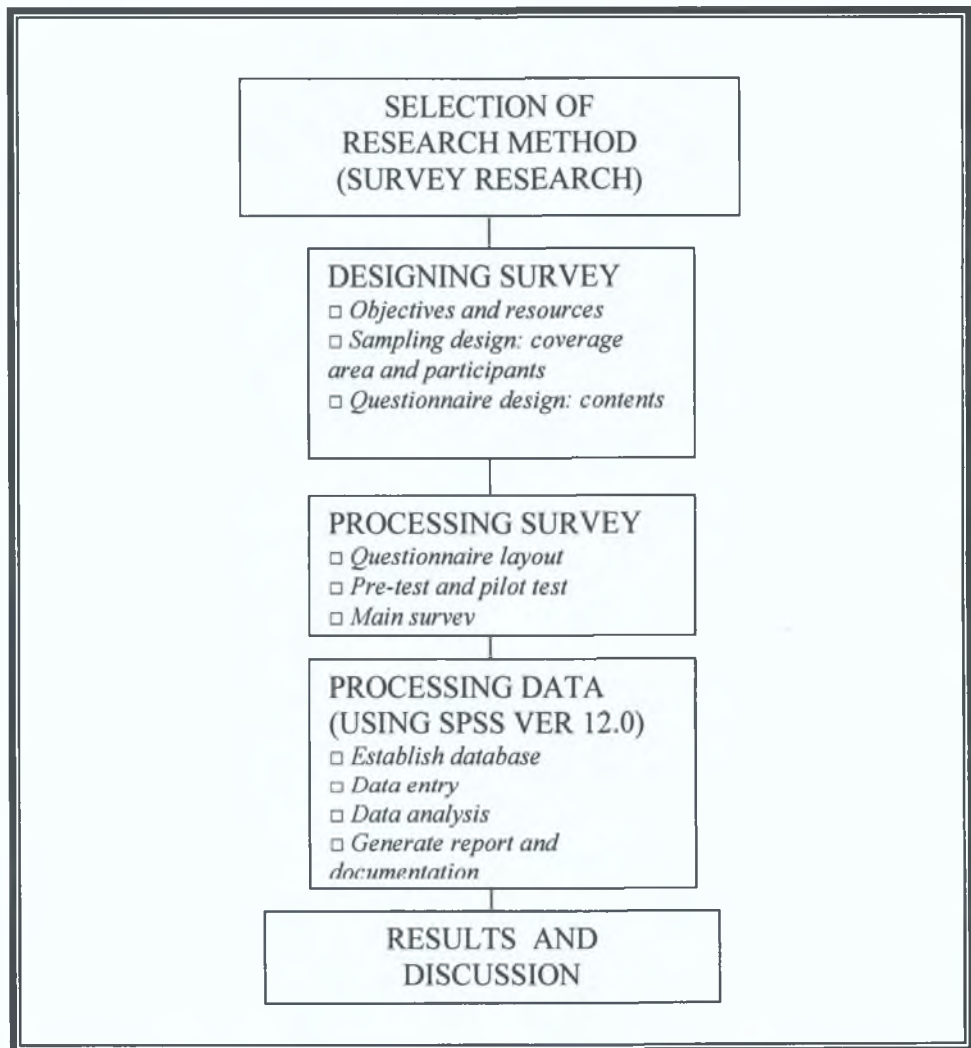 SELECTION OF
RESEARCH METHOD
(SURVEY RESEARCH)
DESIGNING SURVEY
□ Objectives and resources
□ Sampling design: coverage
area and participants
□ Questionnaire design: contents
PROCESSING SURVEY
□ Questionnaire layout
□ Pre-test and pilot test
□ Main survey
PROCESSING DATA
(USING SPSS VER 12.0)
□ Establish database
□ Data entry
□ Data analysis
□ Generate report and
documentation
RESULTS AND
DISCUSSION